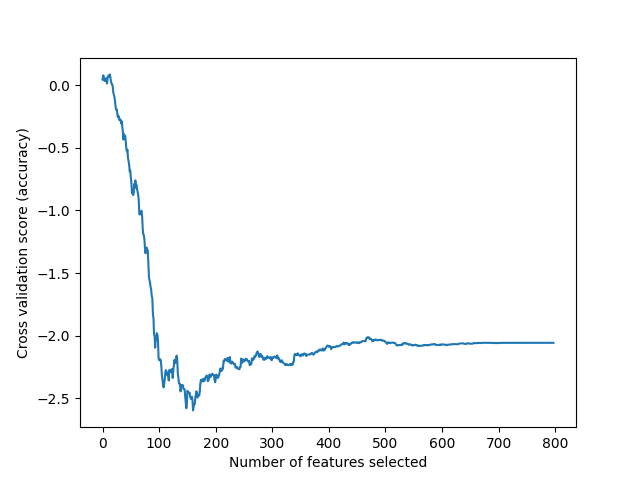 0.0
−0.5
−1.0
−1.5
−2.0
−2.5
Cross validation score (accuracy)
0 100 200 300 400 500 600 700 800
Number of features selected